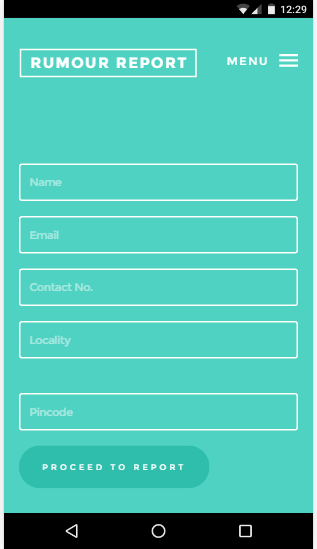 12:29
RUMOUR REPORT
MENU
Name
Email
Contact No.
Locality
Pincode
PROCEED TO REPORT